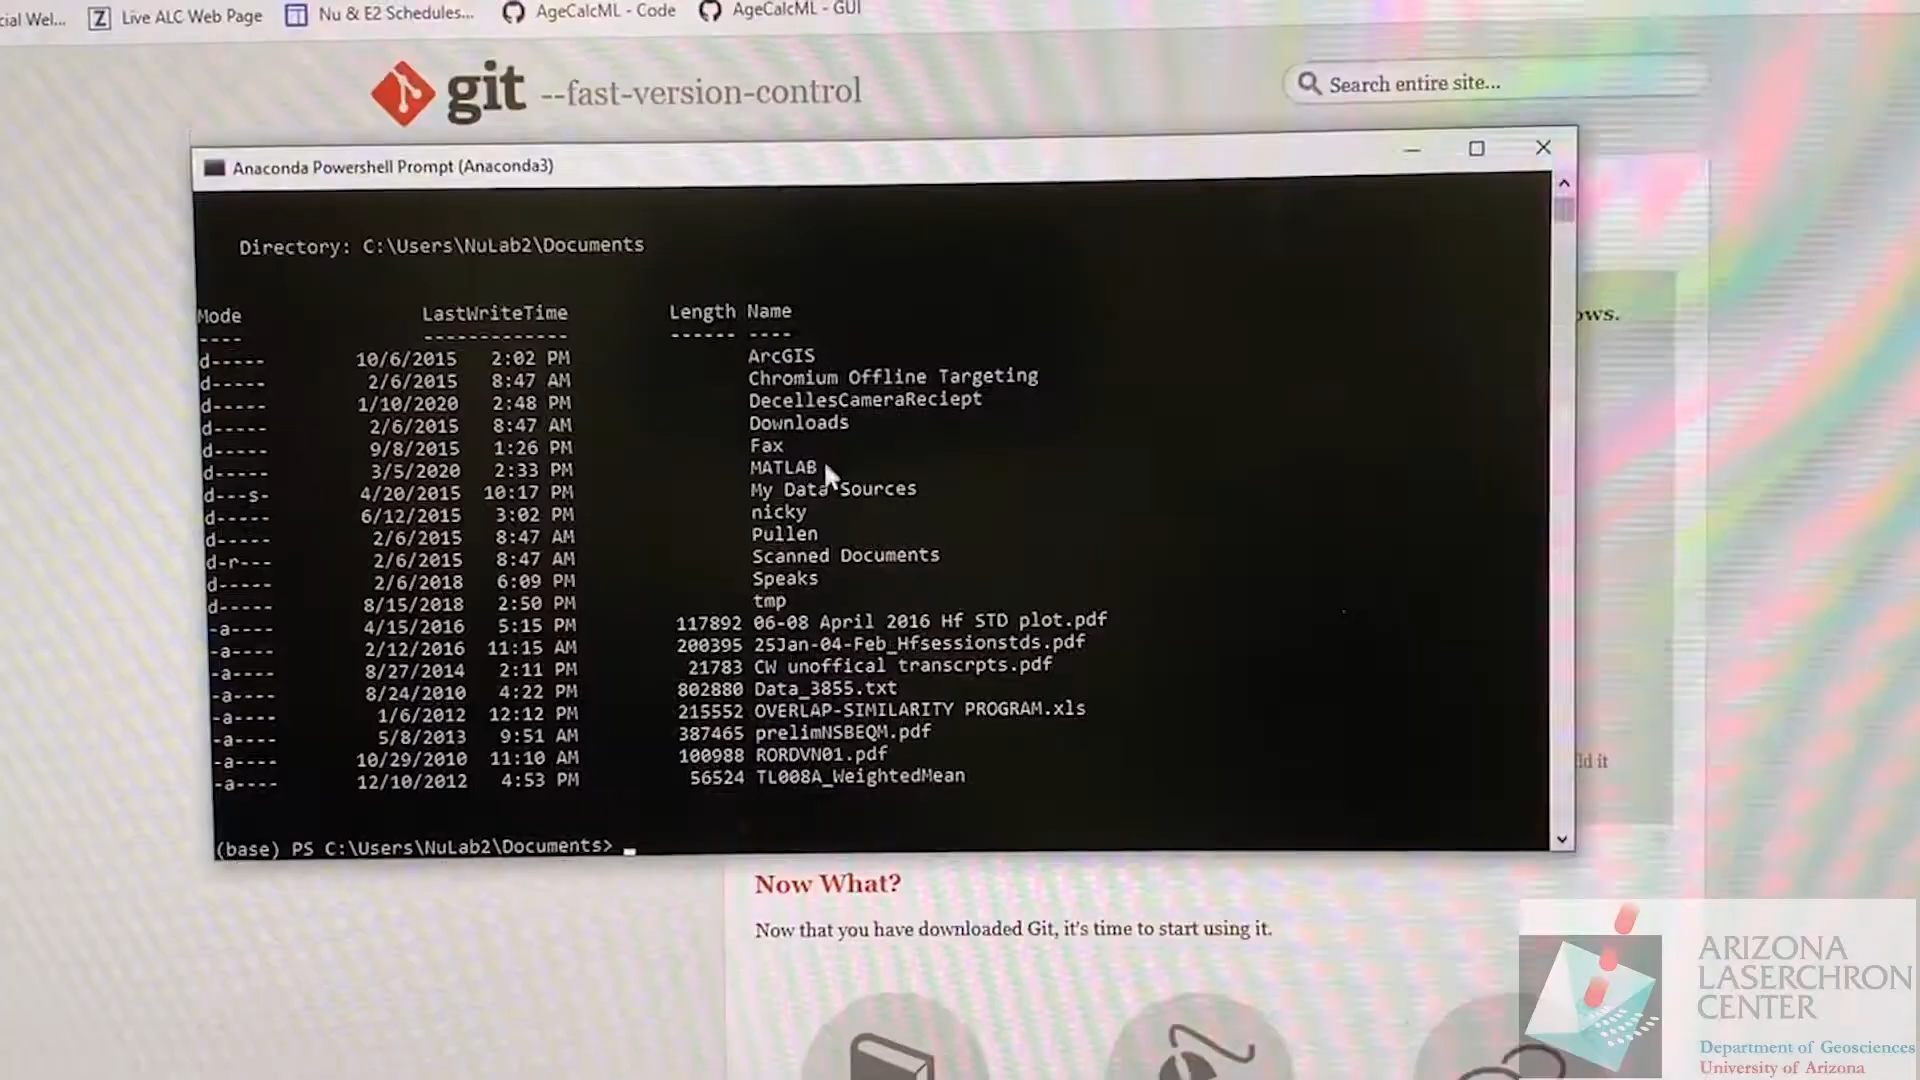 cial Wel...
Live ALC Web Page
Nu & E2 Schedules...
AgeCalcML - Code
AgeCalcML - GUI
git --fast-version-control
Search entire site...
Anaconda Powershell Prompt (Anaconda3)
Directory: C:\Users\NuLab2\Documents
Mode LastWriteTime Length Name
---- ------------- ------ ----
d----- 10/6/2015 2:02 PM ArcGIS
d----- 2/6/2015 8:47 AM Chromium Offline Targeting
d----- 1/10/2020 2:48 PM DecellesCameraReciept
d----- 2/6/2015 8:47 AM Downloads
d----- 9/8/2015 1:26 PM Fax
d----- 3/5/2020 2:33 PM MATLAB
d---s- 4/20/2015 10:17 PM My Data Sources
d----- 6/12/2015 3:02 PM nicky
d----- 2/6/2015 8:47 AM Pullen
d-r--- 2/6/2015 8:47 AM Scanned Documents
d----- 2/6/2018 6:09 PM Speaks
d----- 8/15/2018 2:50 PM tmp
-a---- 4/15/2016 5:15 PM 117892 06-08 April 2016 Hf STD plot.pdf
-a---- 2/12/2016 11:15 AM 200395 25Jan-04-Feb_Hfsessionstds.pdf
-a---- 8/27/2014 2:11 PM 21783 CW unoffical transcrpts.pdf
-a---- 8/24/2010 4:22 PM 802880 Data_3855.txt
-a---- 1/6/2012 12:12 PM 215552 OVERLAP-SIMILARITY PROGRAM.xls
-a---- 5/8/2013 9:51 AM 387465 prelimNSBEQM.pdf
-a---- 10/29/2010 11:10 AM 100988 RORDVN01.pdf
-a---- 12/10/2012 4:53 PM 56524 TL008A_WeightedMean
(base) PS C:\Users\NuLab2\Documents>
ows.
ld it
Now What?
Now that you have downloaded Git, it's time to start using it.
ARIZONA
LASERCHRON
CENTER
Department of Geosciences
University of Arizona